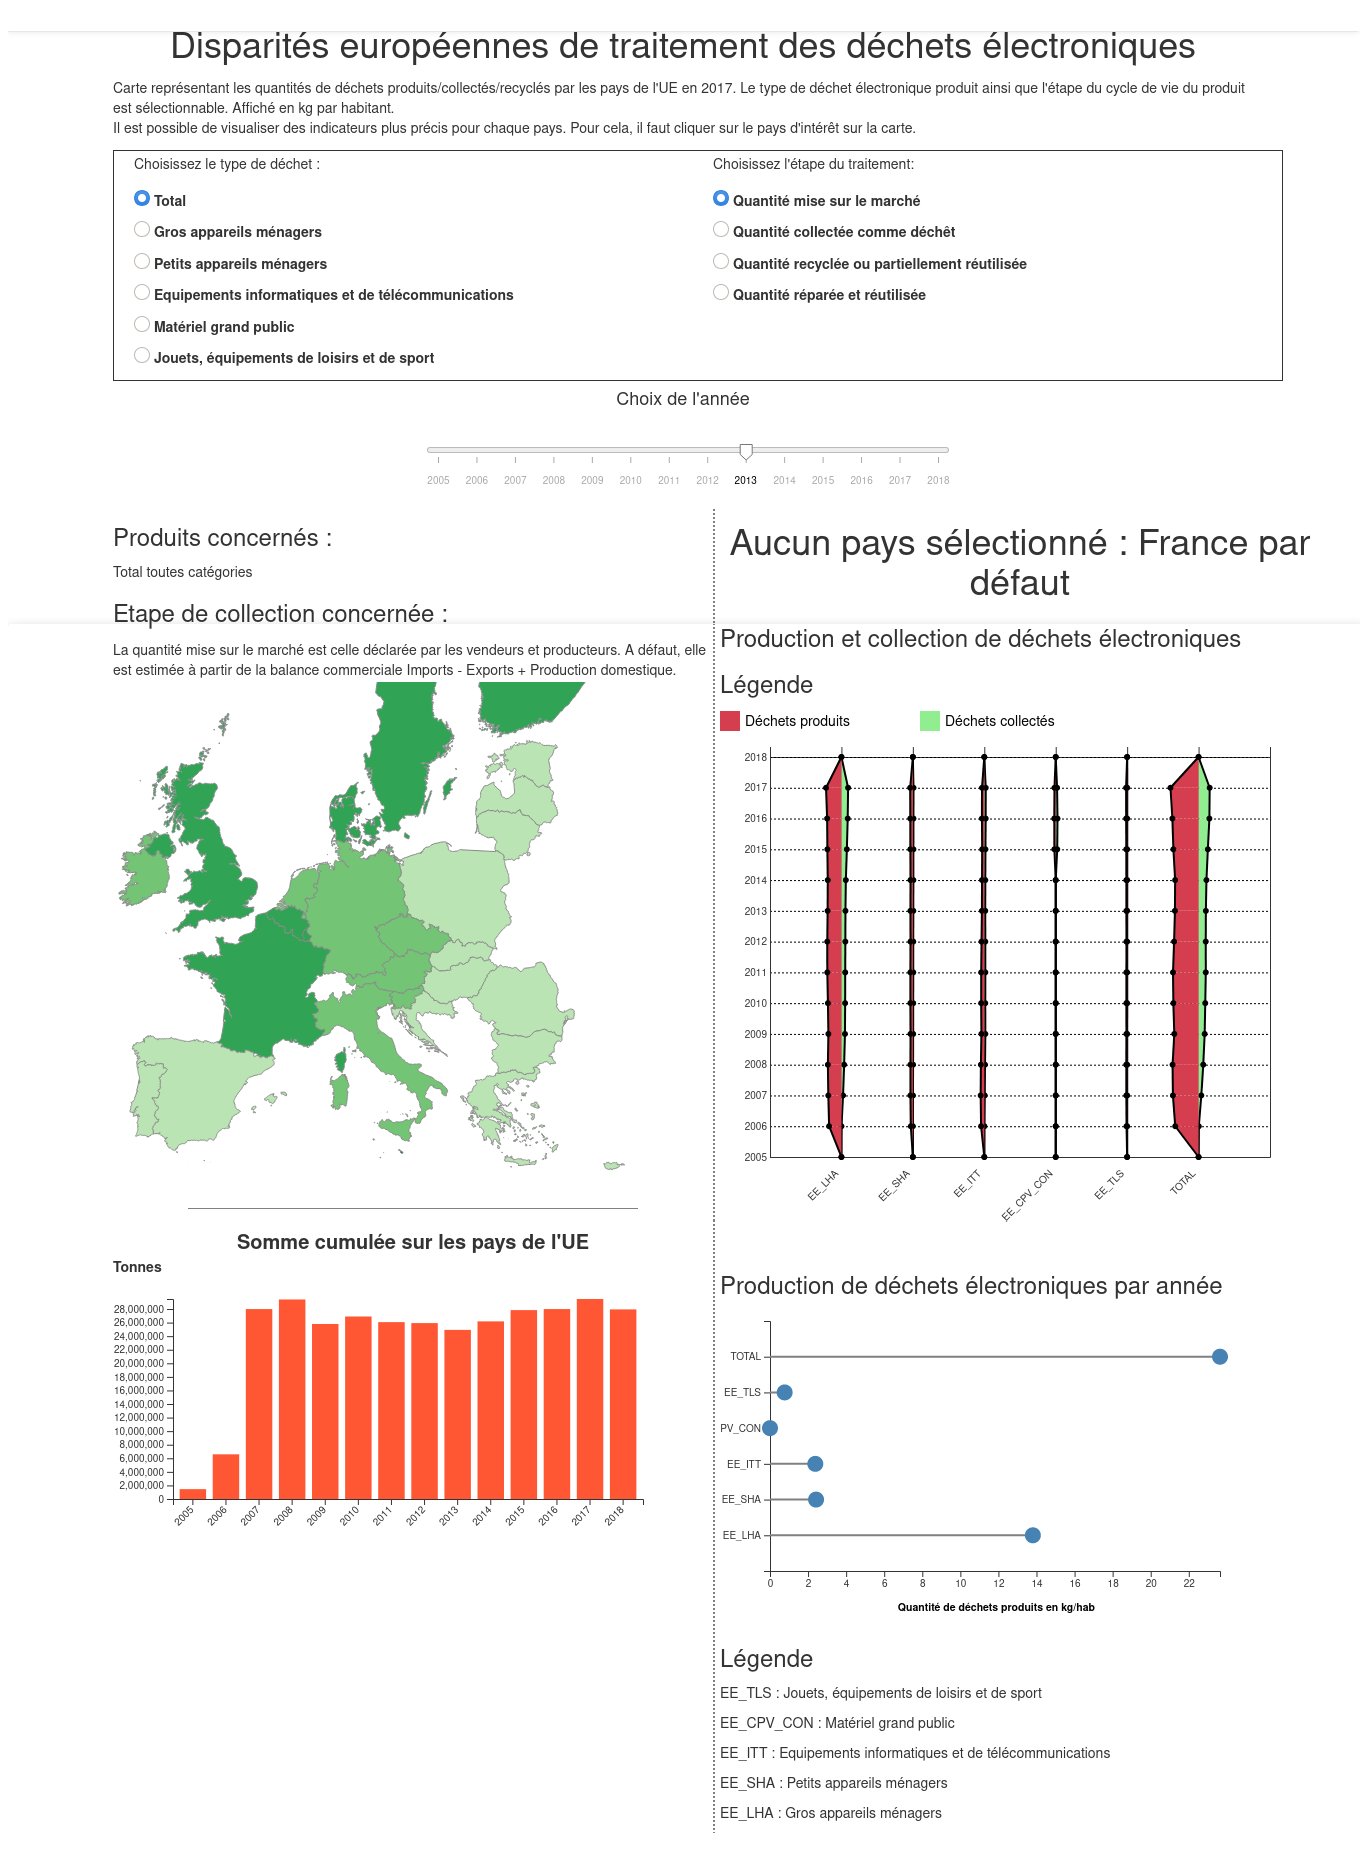 Disparités européennes de traitement des déchets électroniques
Carte représentant les quantités de déchets produits/collectés/recyclés par les pays de l'UE en 2017. Le type de déchet électronique produit ainsi que l'étape du cycle de vie du produit
est sélectionnable. Affiché en kg par habitant.
Il est possible de visualiser des indicateurs plus précis pour chaque pays. Pour cela, il faut cliquer sur le pays d'intérêt sur la carte.
Choisissez le type de déchet :
Total
Gros appareils ménagers
Petits appareils ménagers
Equipements informatiques et de télécommunications
Matériel grand public
Jouets, équipements de loisirs et de sport
Choisissez l'étape du traitement:
Quantité mise sur le marché
Quantité collectée comme déchêt
Quantité recyclée ou partiellement réutilisée
Quantité réparée et réutilisée
Choix de l'année
2005 2006 2007 2008 2009 2010 2011 2012 2013 2014 2015 2016 2017 2018
Produits concernés :
Total toutes catégories
Etape de collection concernée :
La quantité mise sur le marché est celle déclarée par les vendeurs et producteurs. A défaut, elle
est estimée à partir de la balance commerciale Imports - Exports + Production domestique.
Somme cumulée sur les pays de l'UE
Tonnes
28,000,000
26,000,000
24,000,000
22,000,000
20,000,000
18,000,000
16,000,000
14,000,000
12,000,000
10,000,000
8,000,000
6,000,000
4,000,000
2,000,000
0
2005 2006 2007 2008 2009 2010 2011 2012 2013 2014 2015 2016 2017 2018
Aucun pays sélectionné : France par
défaut
Production et collection de déchets électroniques
Légende
Déchets produits Déchets collectés
2018
2017
2016
2015
2014
2013
2012
2011
2010
2009
2008
2007
2006
2005
EE_LHA EE_SHA EE_ITT EE_CPV_CON EE_TLS TOTAL
Production de déchets électroniques par année
TOTAL
EE_TLS
PV_CON
EE_ITT
EE_SHA
EE_LHA
0 2 4 6 8 10 12 14 16 18 20 22
Quantité de déchets produits en kg/hab
Légende
EE_TLS : Jouets, équipements de loisirs et de sport
EE_CPV_CON : Matériel grand public
EE_ITT : Equipements informatiques et de télécommunications
EE_SHA : Petits appareils ménagers
EE_LHA : Gros appareils ménagers